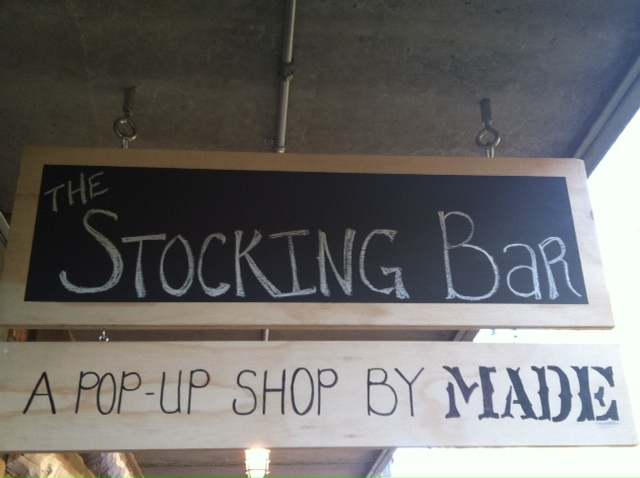 THE
STOCKING BaR
A POP-UP SHOP BY MADE